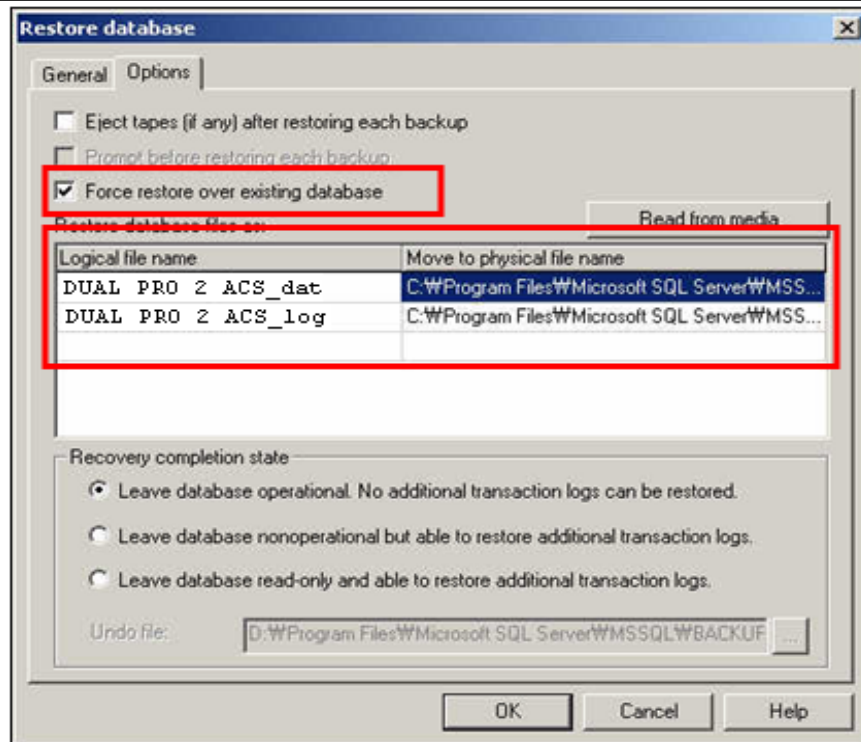 Restore database
General Options
Eject tapes (if any) after restoring each backup
Prompt before restoring each backup
Force restore over existing database
Restore database files as:
Read from media
Logical file name Move to physical file name
DUAL PRO 2 ACS_dat C:₩Program Files₩Microsoft SQL Server₩MSS...
DUAL PRO 2 ACS_log C:₩Program Files₩Microsoft SQL Server₩MSS...
Recovery completion state
Leave database operational. No additional transaction logs can be restored.
Leave database nonoperational but able to restore additional transaction logs.
Leave database read-only and able to restore additional transaction logs.
Undo file: D:₩Program Files₩Microsoft SQL Server₩MSSQL₩BACKUP ...
OK Cancel Help